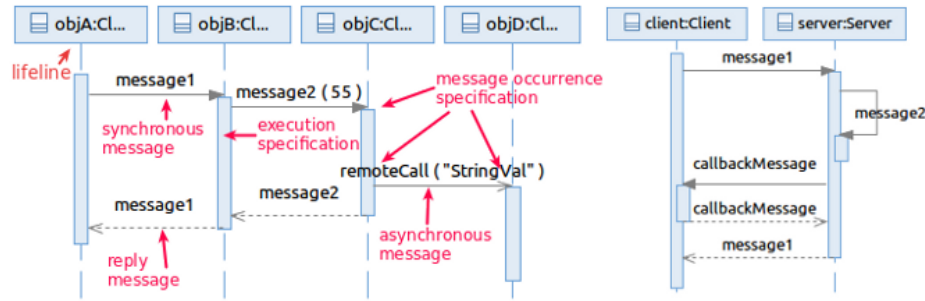 objA:Cl...
objB:Cl...
objC:Cl...
objD:Cl...
lifeline
message1
message2 ( 55 )
message occurrence
specification
synchronous
message
execution
specification
remoteCall ( "StringVal" )
message1
message2
asynchronous
message
reply
message
client:Client
server:Server
message1
message2
callbackMessage
callbackMessage
message1